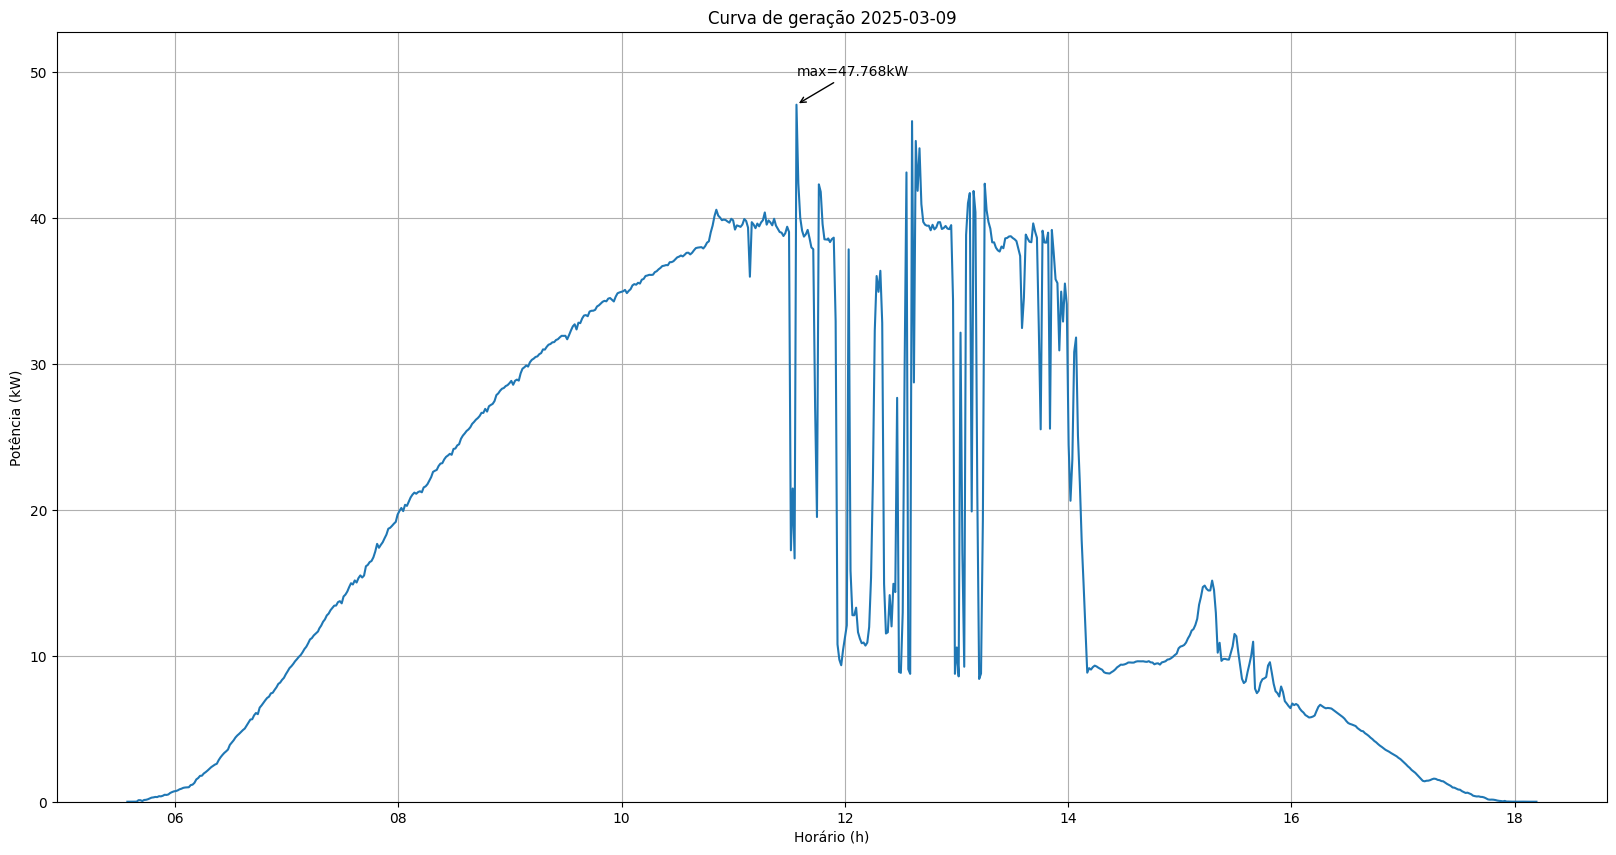 Curva de geração 2025-03-09
max=47.768kW
50
40
30
20
10
0
Potência (kW)
06 08 10 12 14 16 18
Horário (h)